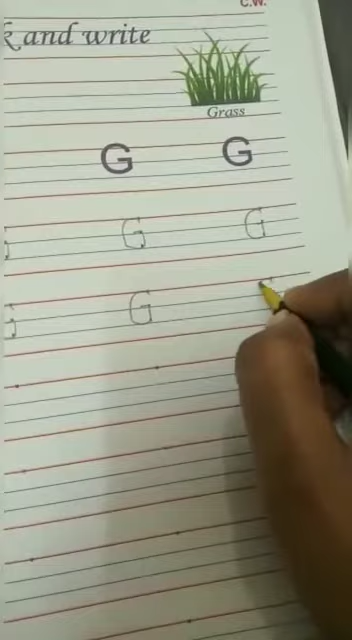 C.W.
k and write
Grass
G G
G G
G